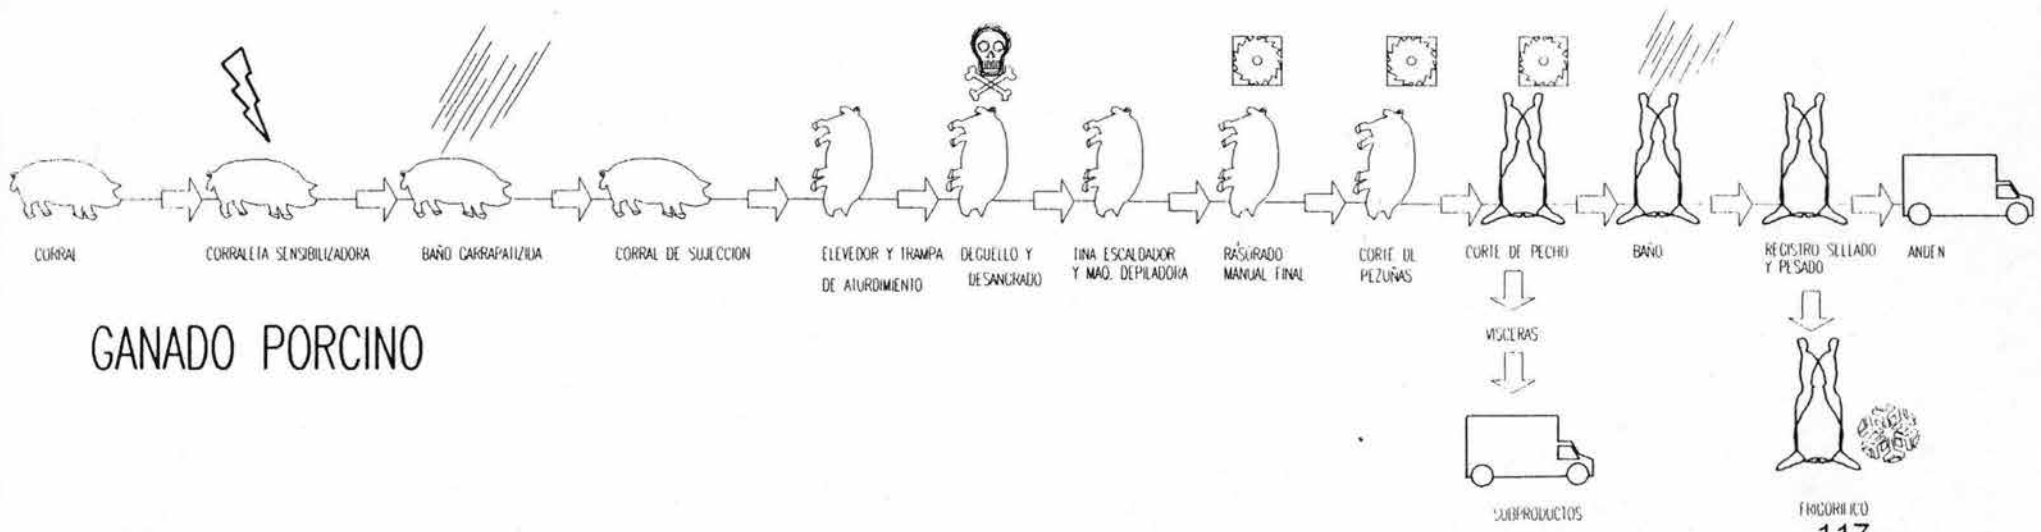 CORRAL
CORRALETA SENSIBILIZADORA
BAÑO GARRAPATIZIDA
CORRAL DE SUJECCION
ELEVEDOR Y TRAMPA
DE ATURDIMIENTO
DEGUELLO Y
DESANGRADO
TINA ESCALDADOR
Y MAQ. DEPILADORA
RASURADO
MANUAL FINAL
CORTE DE
PEZUÑAS
CORTE DE PECHO
BAÑO
REGISTRO SELLADO
Y PESADO
ANDEN
VISCERAS
SUBPRODUCTOS
FRIGORIFICO
GANADO PORCINO
117